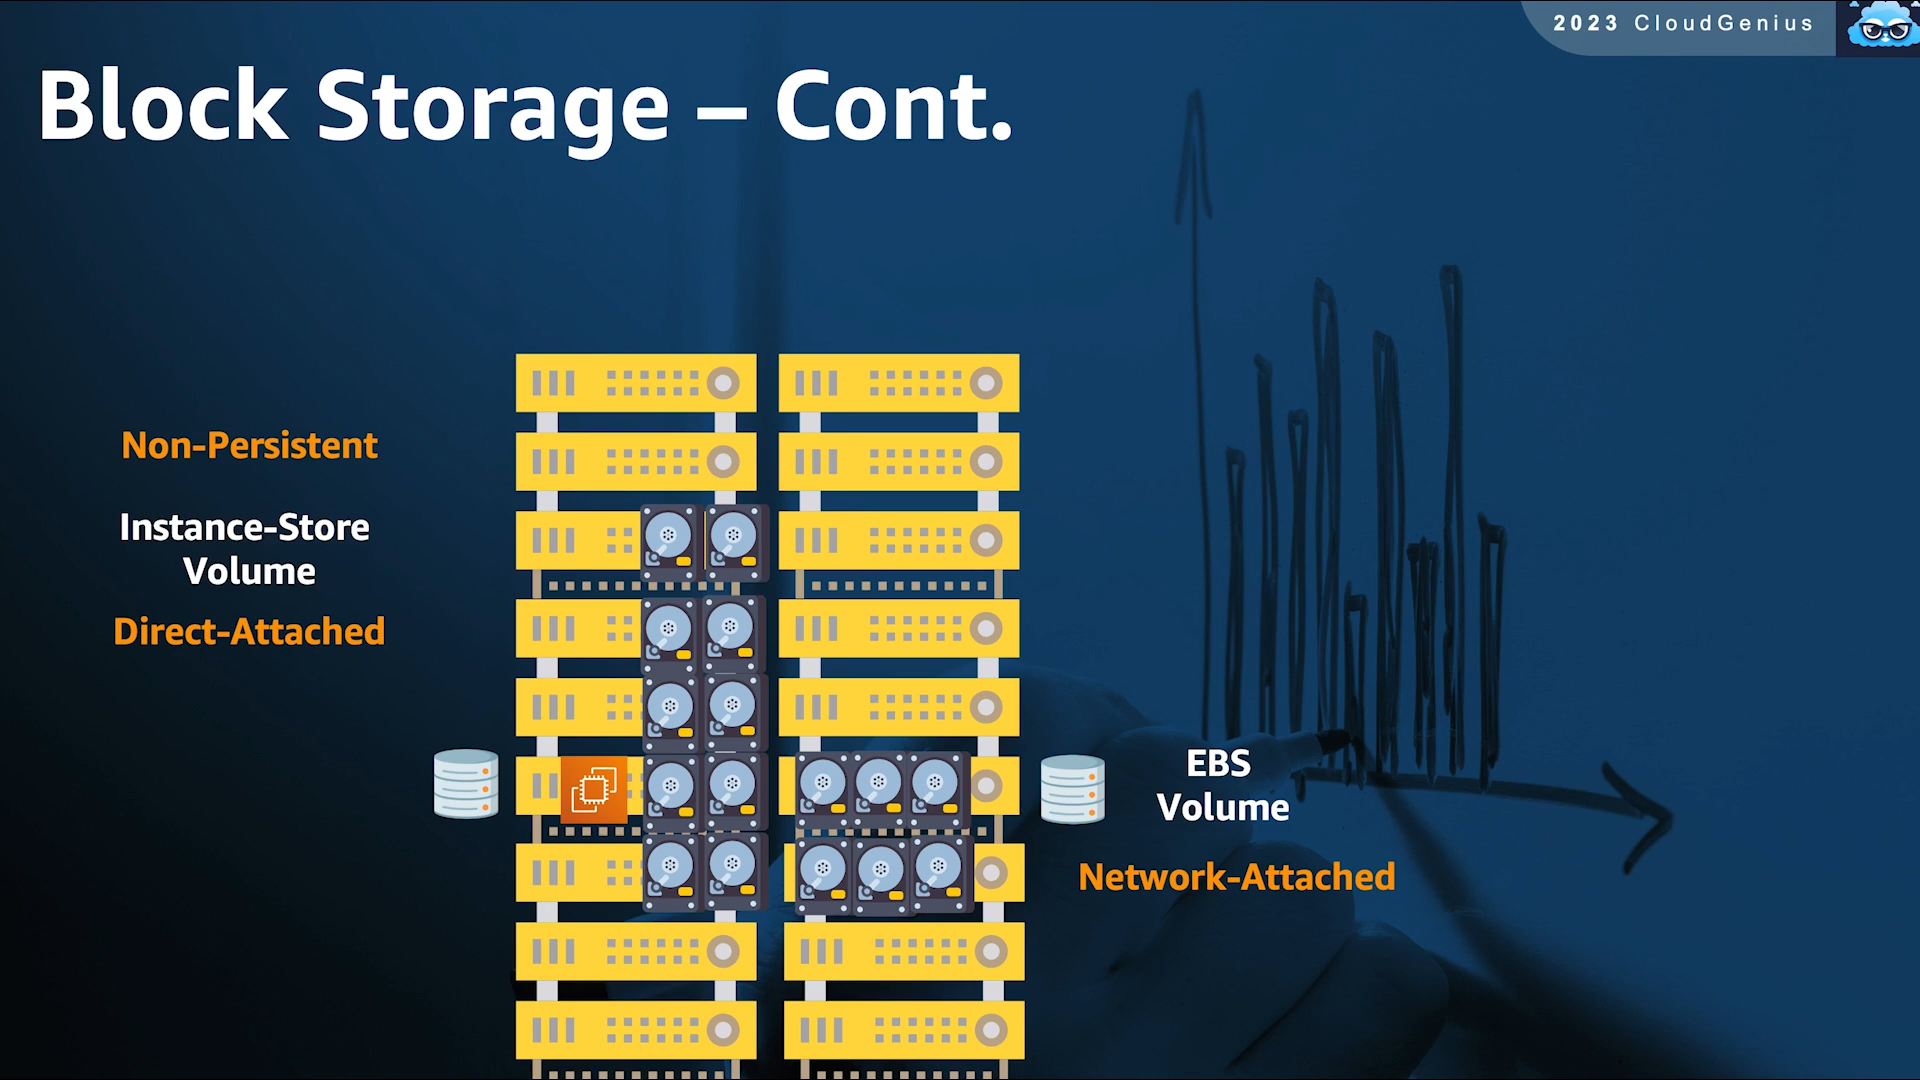 2023 CloudGenius
Block Storage – Cont.
Non-Persistent
Instance-Store
Volume
Direct-Attached
EBS
Volume
Network-Attached